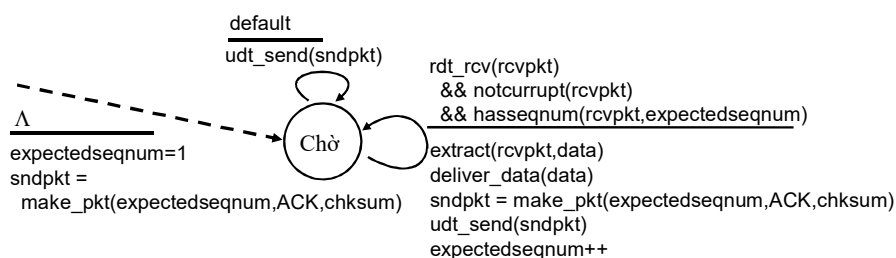 default
udt_send(sndpkt)
rdt_rcv(rcvpkt)
&& notcurrupt(rcvpkt)
&& hasseqnum(rcvpkt,expectedseqnum)
Λ
Chờ
expectedseqnum=1
sndpkt =
make_pkt(expectedseqnum,ACK,chksum)
extract(rcvpkt,data)
deliver_data(data)
sndpkt = make_pkt(expectedseqnum,ACK,chksum)
udt_send(sndpkt)
expectedseqnum++